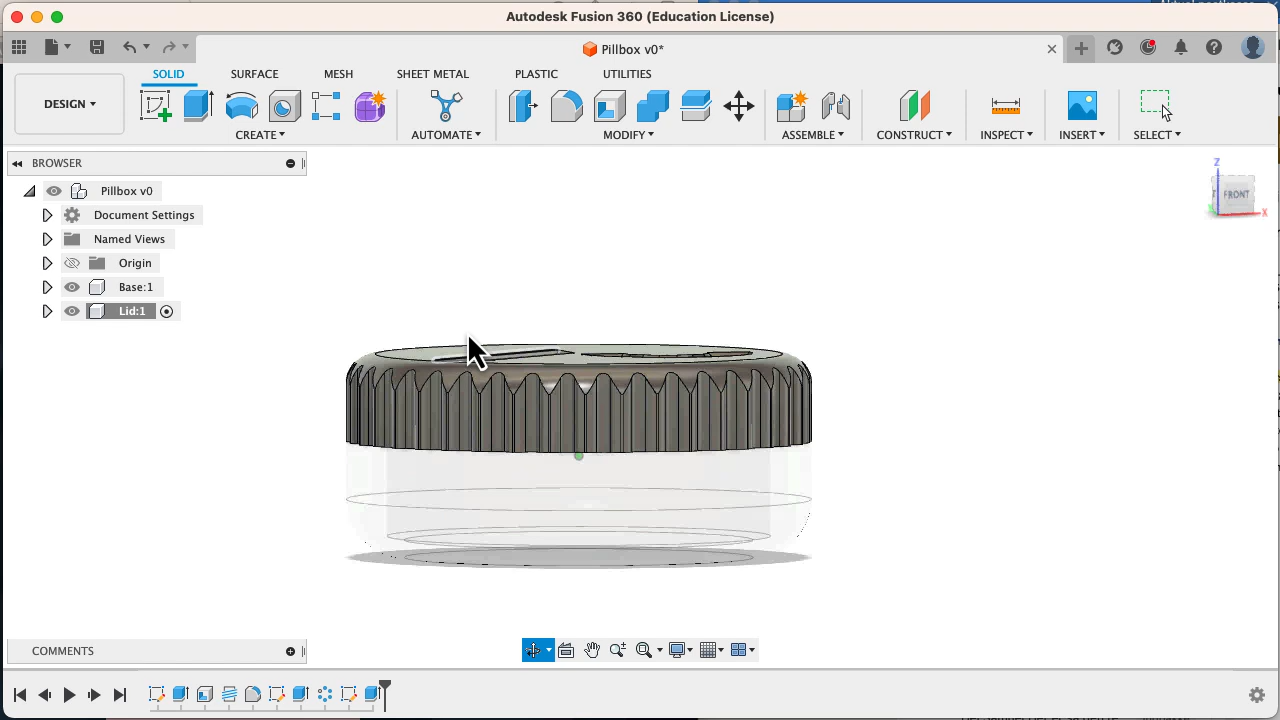 Autodesk Fusion 360 (Education License)
Pillbox v0*
DESIGN
SOLID SURFACE MESH SHEET METAL PLASTIC UTILITIES
CREATE AUTOMATE MODIFY ASSEMBLE CONSTRUCT INSPECT INSERT SELECT
BROWSER
Pillbox v0
Document Settings
Named Views
Origin
Base:1
Lid:1
Z
FRONT
X
COMMENTS